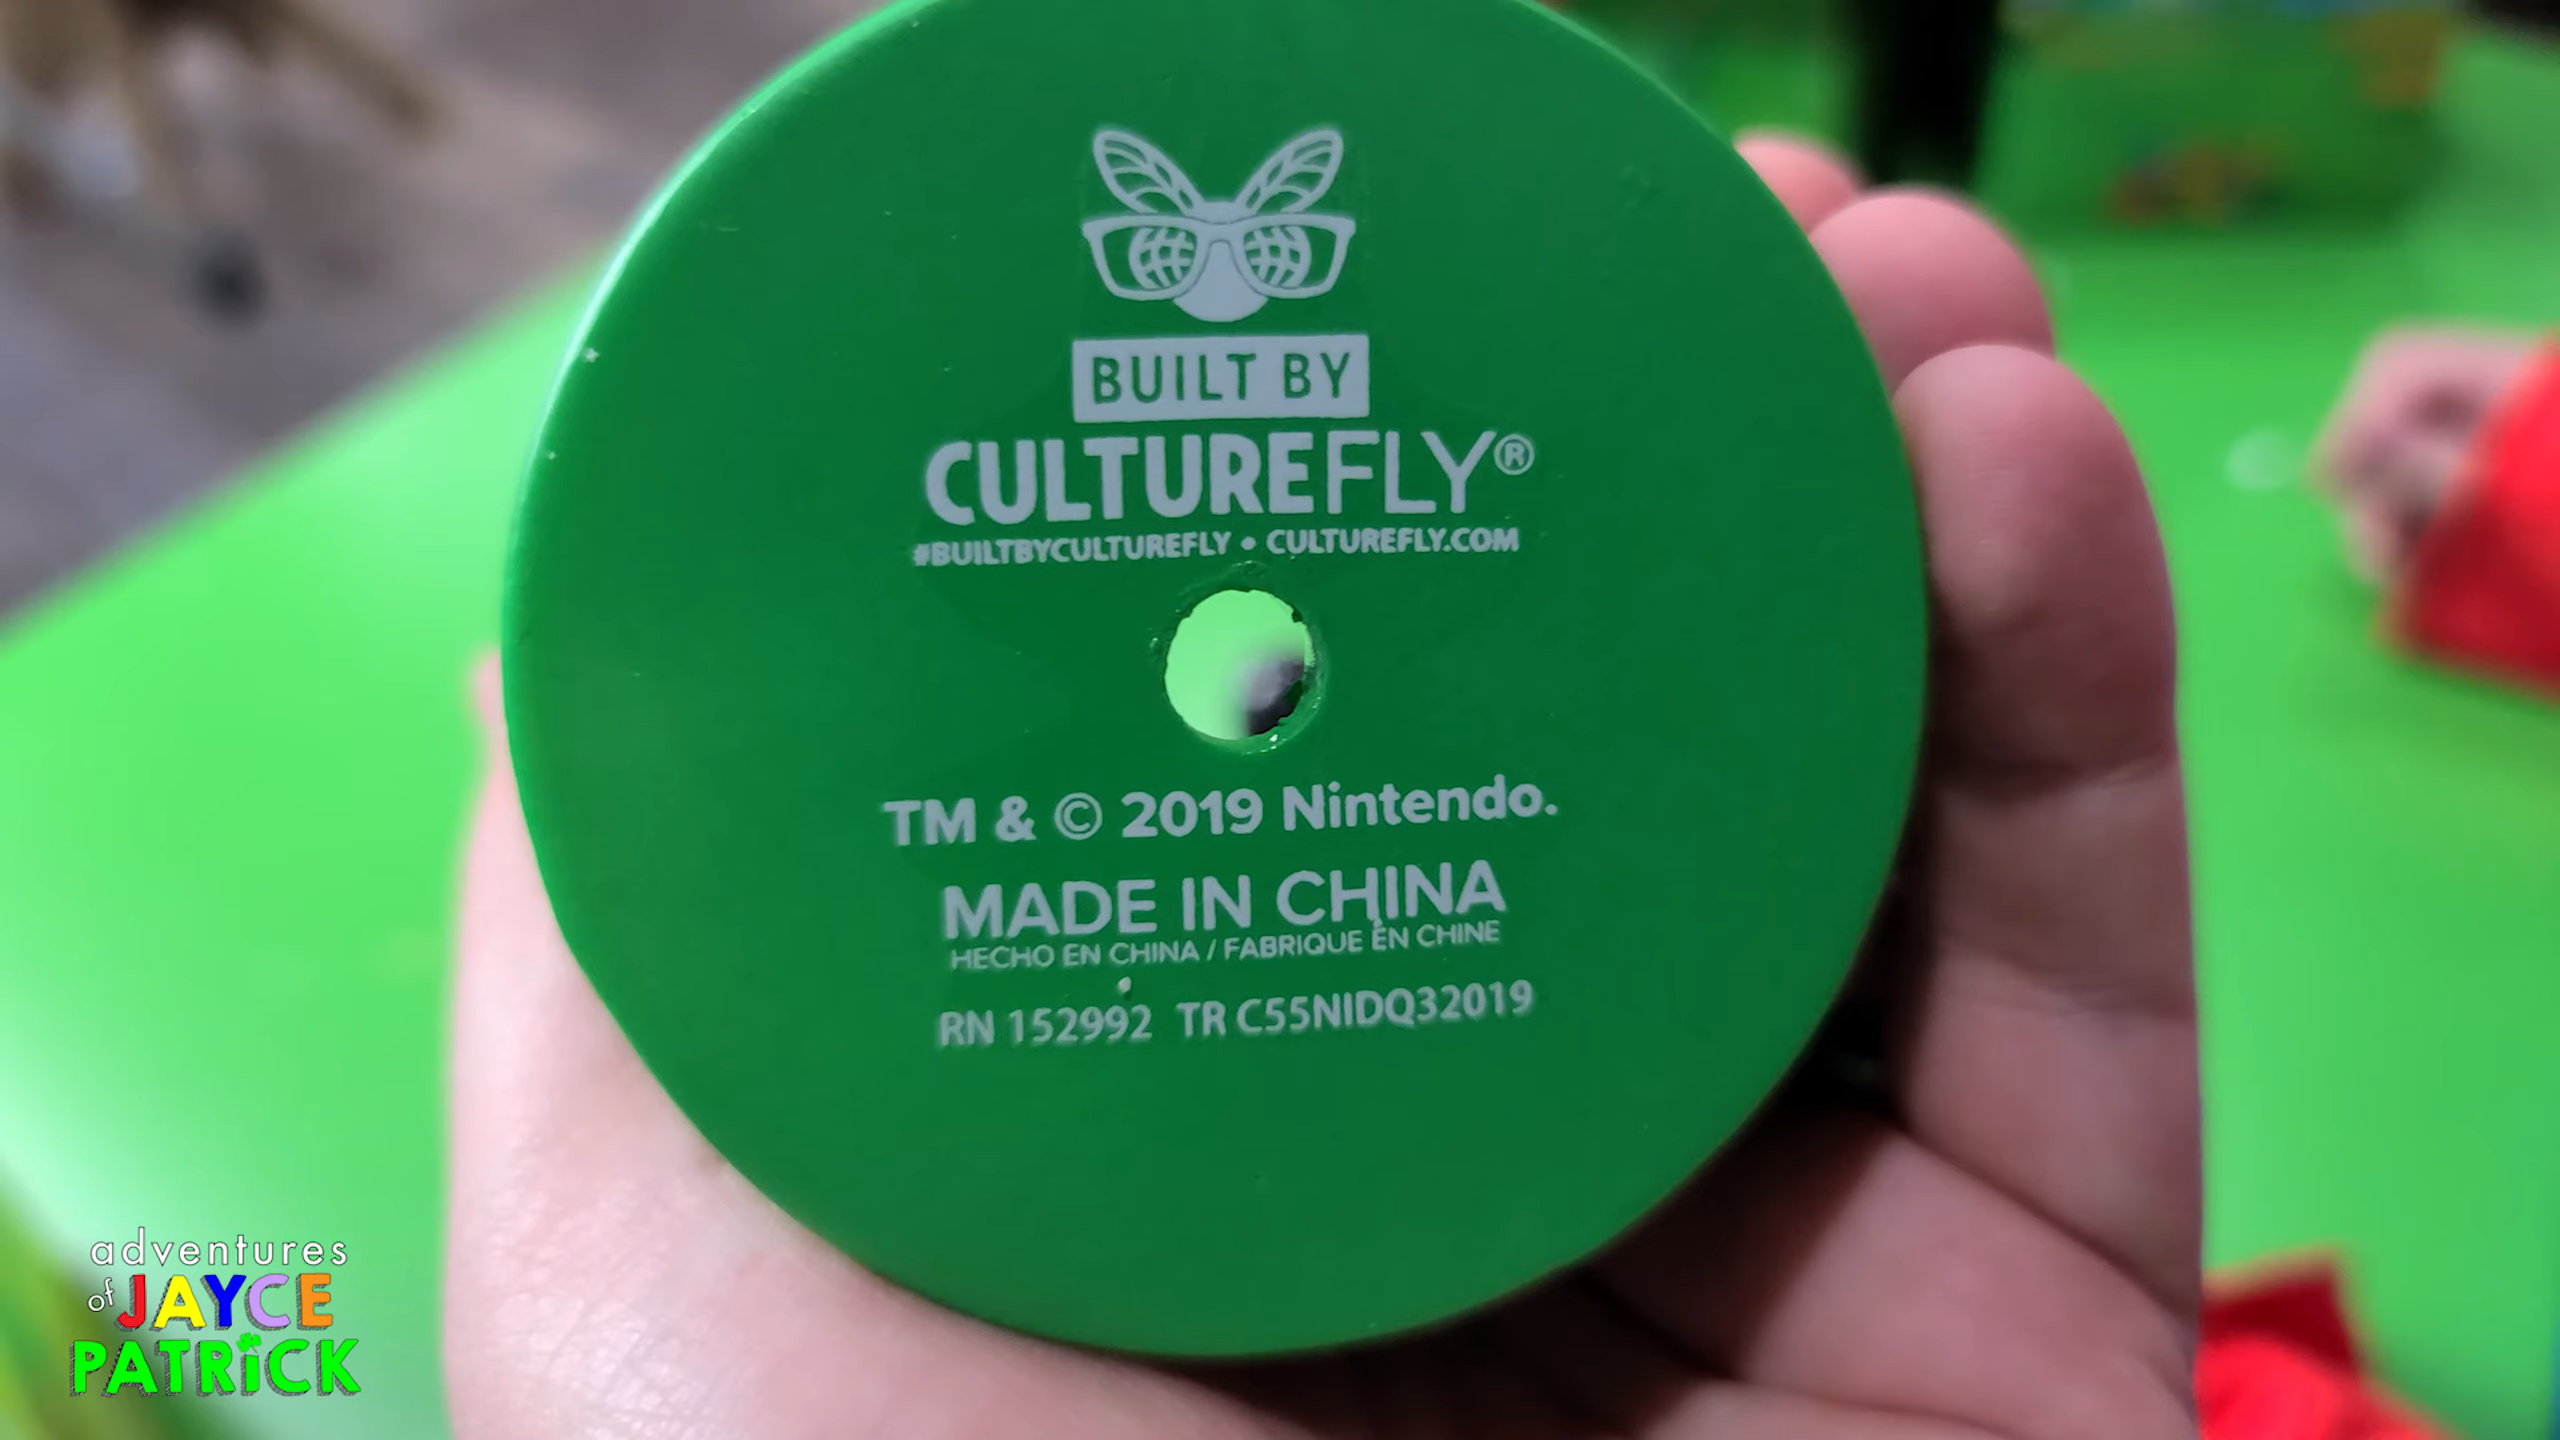 BUILT BY
CULTUREFLY®
#BUILTBYCULTUREFLY • CULTUREFLY.COM
TM & © 2019 Nintendo.
MADE IN CHINA
HECHO EN CHINA / FABRIQUE EN CHINE
RN 152992 TR C55NIDQ32019
adventures
of JAYCE
PATRiCK